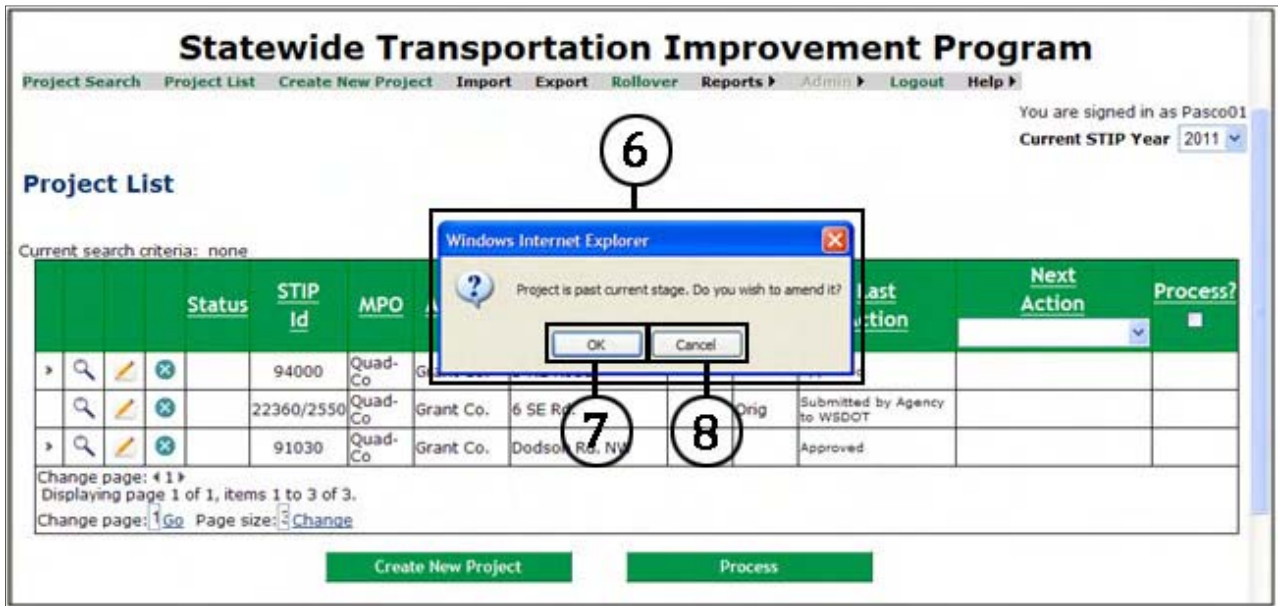 Statewide Transportation Improvement Program
Project Search Project List Create New Project Import Export Rollover Reports Admin Logout Help
You are signed in as Pasco01
Current STIP Year 2011
6
Project List
Windows Internet Explorer
Current search criteria: none
Project is past current stage. Do you wish to amend it?
OK Cancel
Status STIP Id MPO Next Action Process?
94000 Quad-Co
22360/2550 Quad-Co Grant Co. 6 SE Rd. Orig Submitted by Agency to WSDOT
7 8
91030 Quad-Co Grant Co. Dodson Rd. NW Approved
Change page: 1
Displaying page 1 of 1, items 1 to 3 of 3.
Change page: 1 Go Page size: Change
Create New Project Process